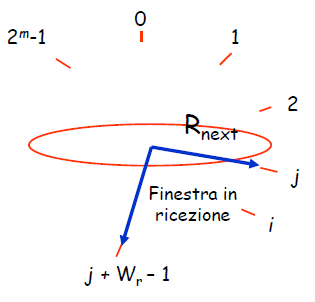 0
2ᵐ-1
1
2
Rnext
j
Finestra in
ricezione
i
j + Wr - 1